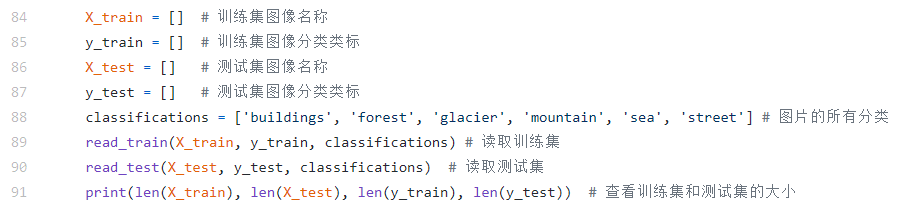 84 X_train = [] # 训练集图像名称
85 y_train = [] # 训练集图像分类类标
86 X_test = [] # 测试集图像名称
87 y_test = [] # 测试集图像分类类标
88 classifications = ['buildings', 'forest', 'glacier', 'mountain', 'sea', 'street'] # 图片的所有分类
89 read_train(X_train, y_train, classifications) # 读取训练集
90 read_test(X_test, y_test, classifications) # 读取测试集
91 print(len(X_train), len(X_test), len(y_train), len(y_test)) # 查看训练集和测试集的大小